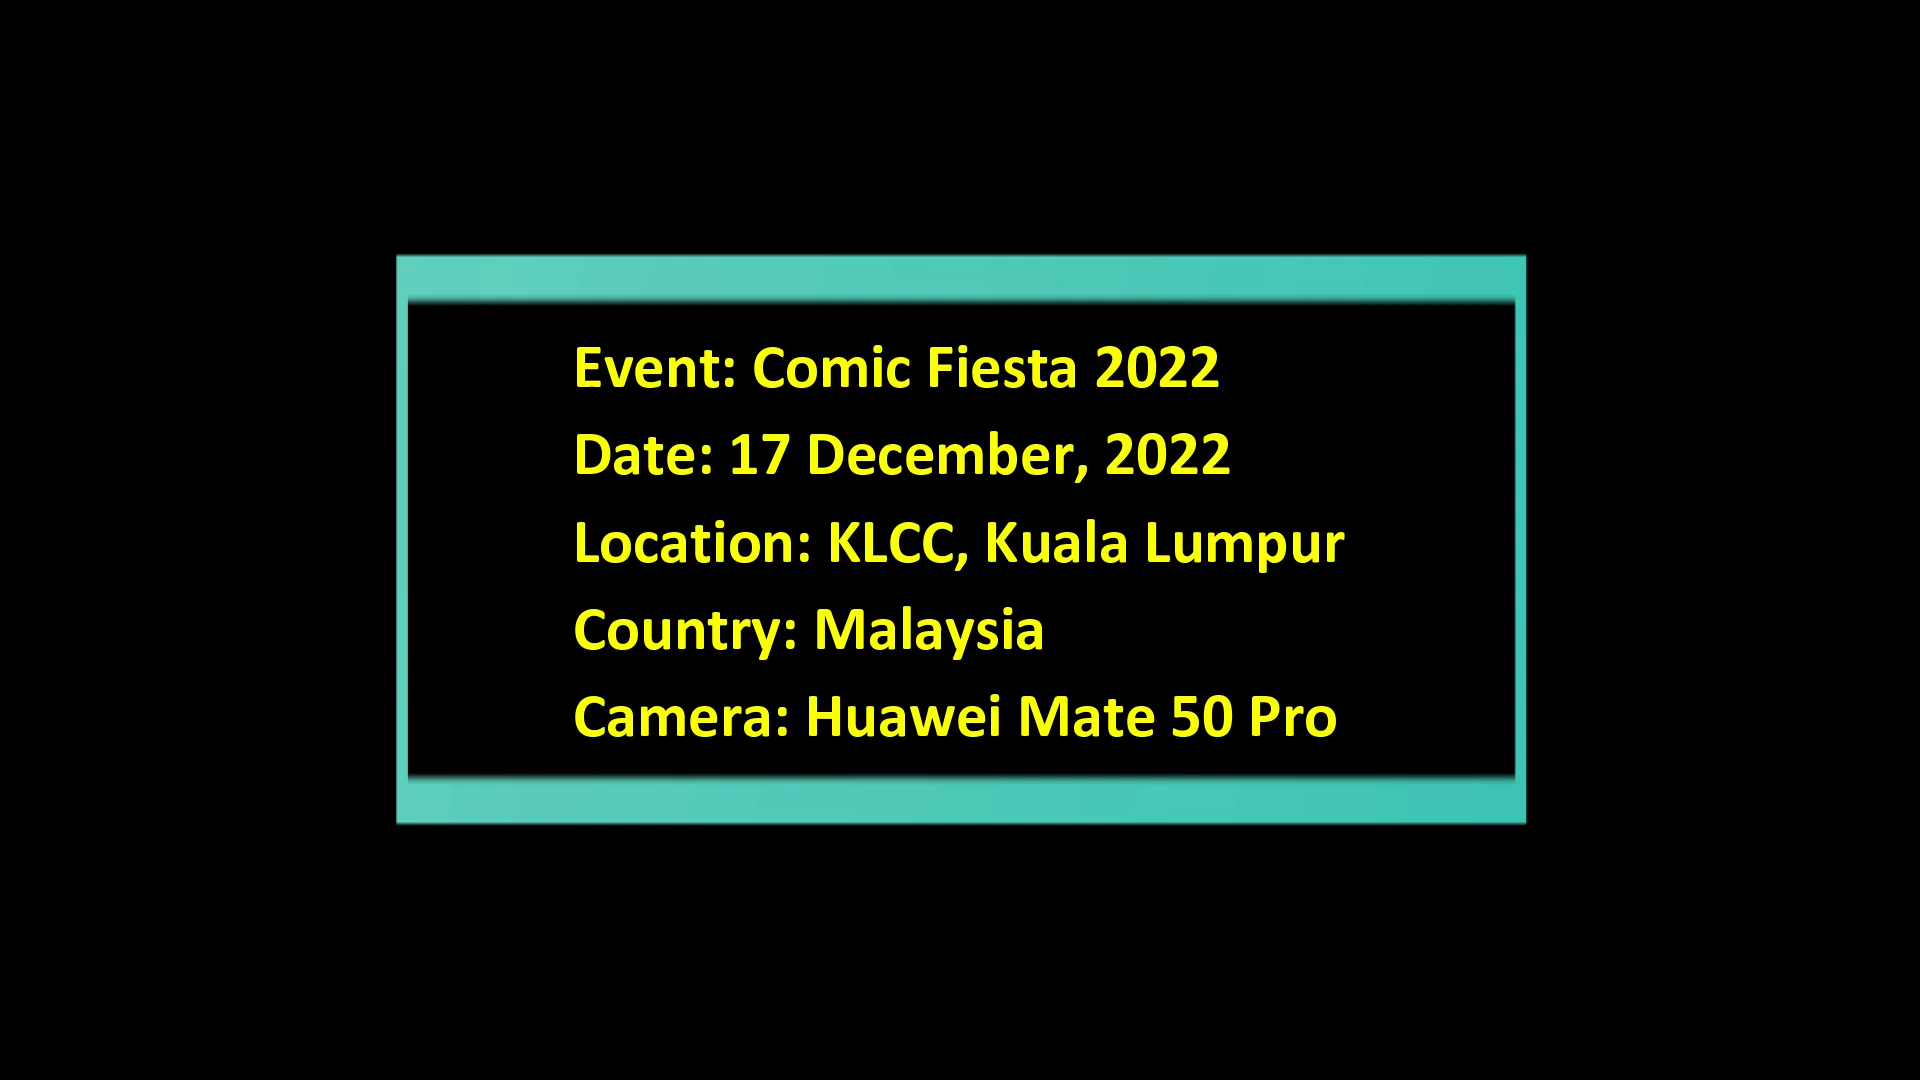 Event: Comic Fiesta 2022
Date: 17 December, 2022
Location: KLCC, Kuala Lumpur
Country: Malaysia
Camera: Huawei Mate 50 Pro